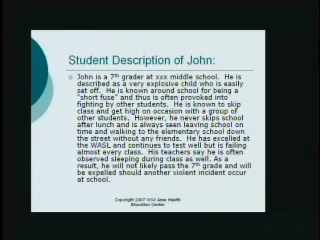 Student Description of John:
John is a 7th grader at xxx middle school. He is
described as a very explosive child who is easily
set off. He is known around school for being a
"short fuse" and thus is often provoked into
fighting by other students. He is known to skip
class and get high on occasion with a group of
other students. However, he never skips school
after lunch and is always seen leaving school on
time and walking to the elementary school down
the street without any friends. He has excelled at
the WASL and continues to test well but is failing
almost every class. His teachers say he is often
observed sleeping during class as well. As a
result, he will not likely pass the 7th grade and will
be expelled should another violent incident occur
at school.
Copyright 2007 WSU Area Health
Education Center